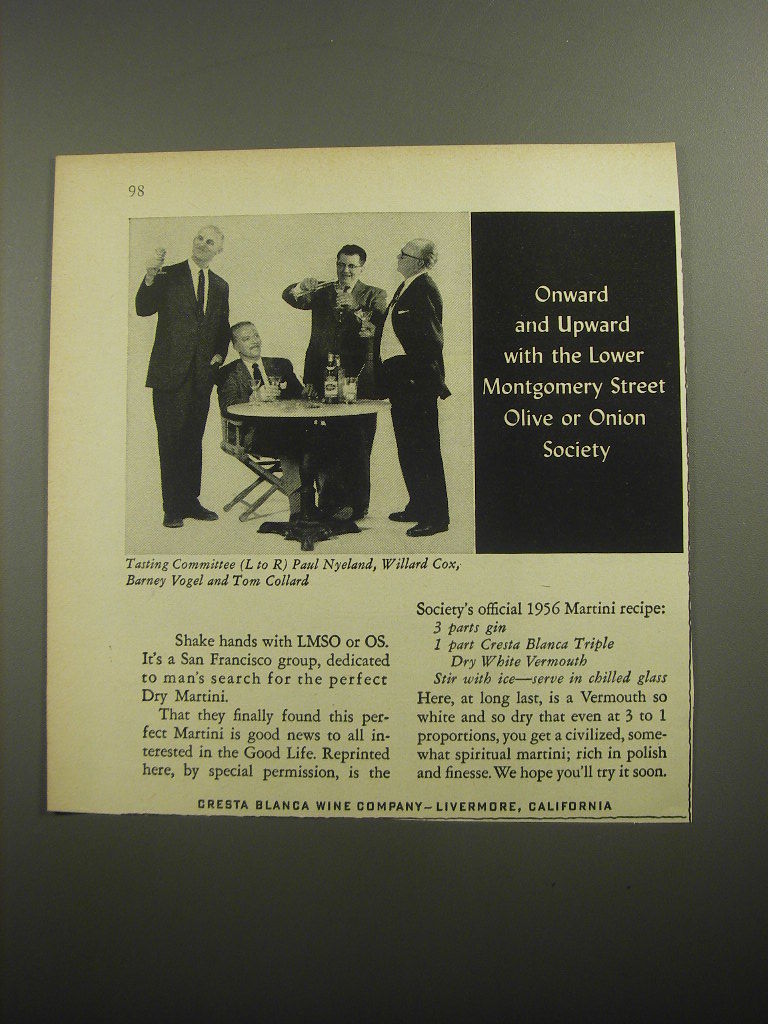 98
Onward
and Upward
with the Lower
Montgomery Street
Olive or Onion
Society
Tasting Committee (L to R) Paul Nyeland, Willard Cox,
Barney Vogel and Tom Collard
Shake hands with LMSO or OS.
It's a San Francisco group, dedicated
to man's search for the perfect
Dry Martini.
That they finally found this per-
fect Martini is good news to all in-
terested in the Good Life. Reprinted
here, by special permission, is the
Society's official 1956 Martini recipe:
3 parts gin
1 part Cresta Blanca Triple
Dry White Vermouth
Stir with ice—serve in chilled glass
Here, at long last, is a Vermouth so
white and so dry that even at 3 to 1
proportions, you get a civilized, some-
what spiritual martini; rich in polish
and finesse. We hope you'll try it soon.
CRESTA BLANCA WINE COMPANY—LIVERMORE, CALIFORNIA